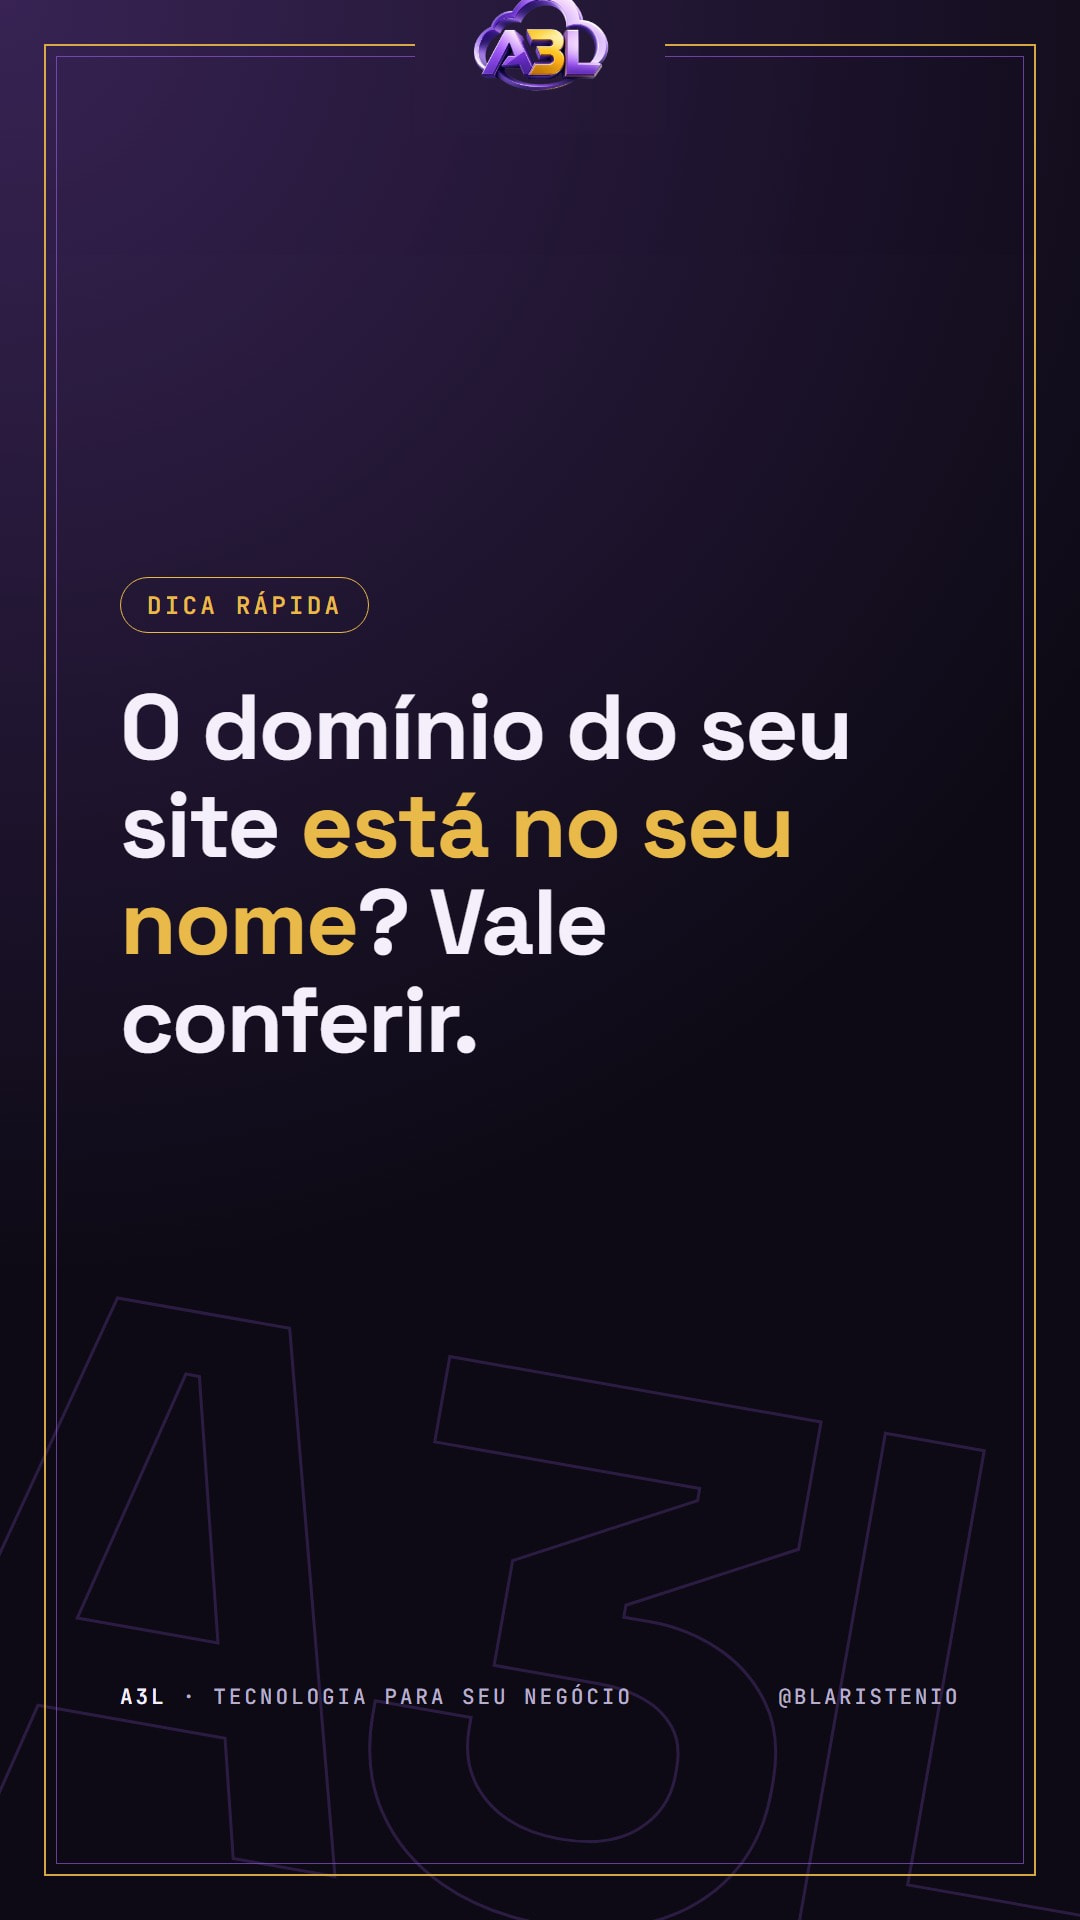 A3L
DICA RÁPIDA
O domínio do seu
site está no seu
nome? Vale
conferir.
A3L
A3L · TECNOLOGIA PARA SEU NEGÓCIO
@BLARISTENIO